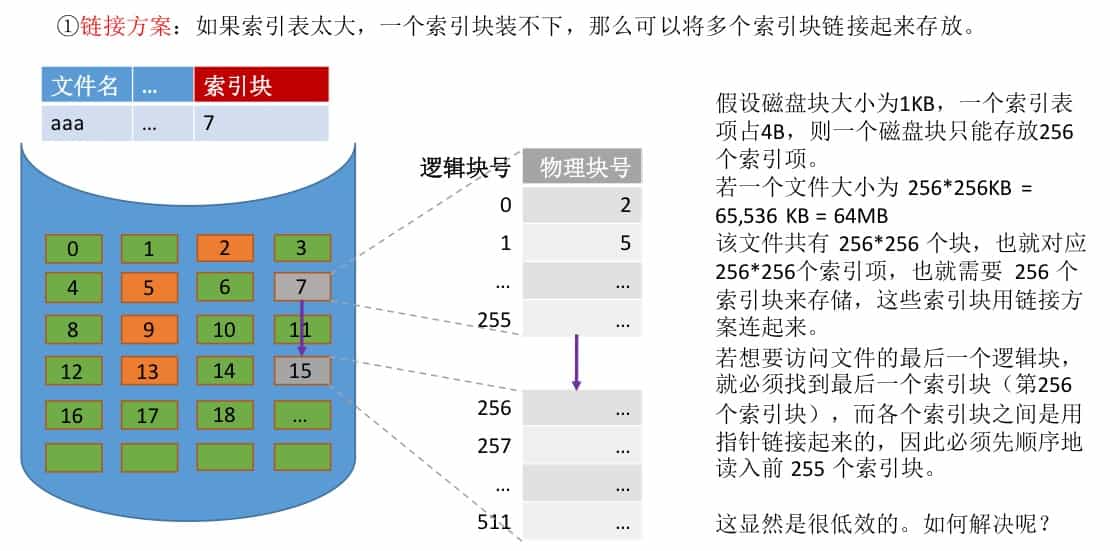 ①链接方案：如果索引表太大，一个索引块装不下，那么可以将多个索引块链接起来存放。
文件名 … 索引块
aaa … 7
逻辑块号 物理块号
0 2
1 5
… …
255 …
256 …
257 …
… …
511 …
0 1 2 3
4 5 6 7
8 9 10 11
12 13 14 15
16 17 18 …
假设磁盘块大小为1KB，一个索引表
项占4B，则一个磁盘块只能存放256
个索引项。
若一个文件大小为 256*256KB =
65,536 KB = 64MB
该文件共有 256*256 个块，也就对应
256*256个索引项，也就需要 256 个
索引块来存储，这些索引块用链接方
案连起来。
若想要访问文件的最后一个逻辑块，
就必须找到最后一个索引块（第256
个索引块），而各个索引块之间是用
指针链接起来的，因此必须先顺序地
读入前 255 个索引块。
这显然是很低效的。如何解决呢？